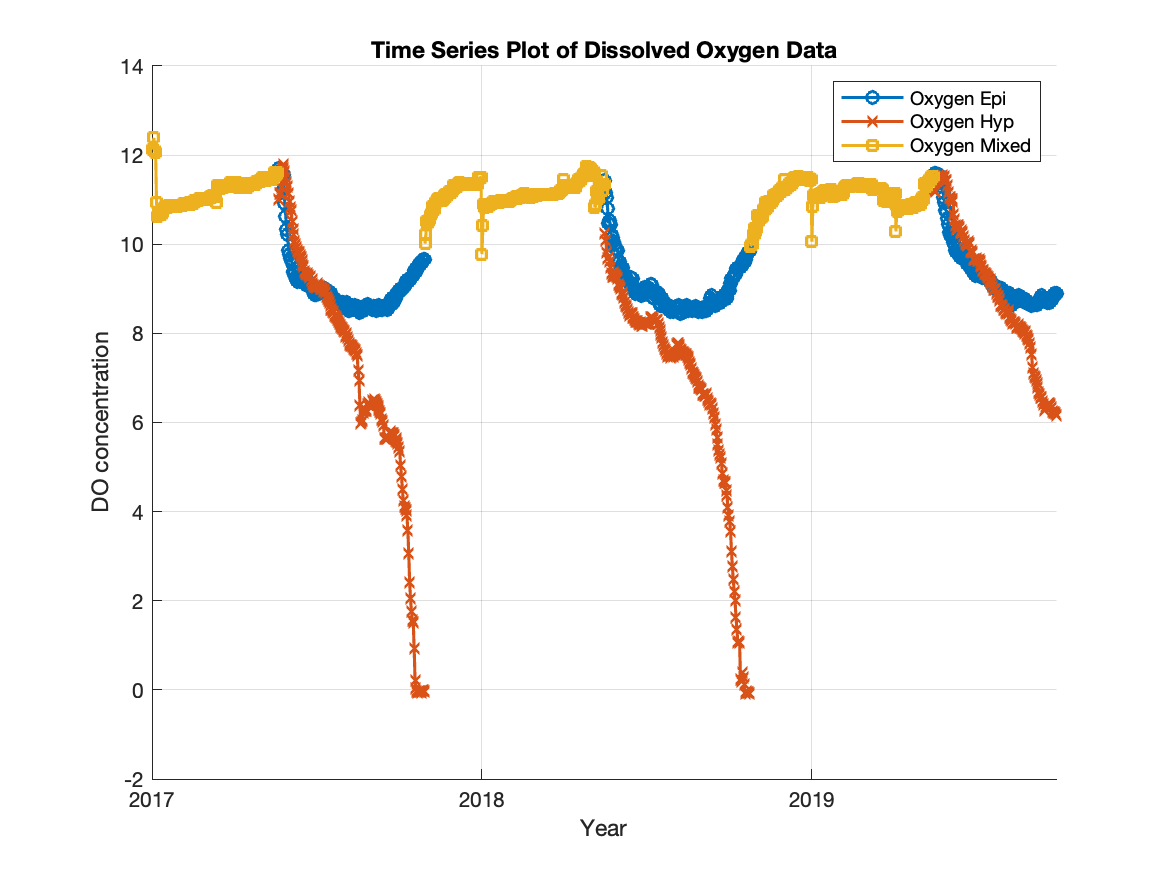 Time Series Plot of Dissolved Oxygen Data
14
12
10
8
6
4
2
0
-2
DO concentration
2017
2018
2019
Year
Oxygen Epi
Oxygen Hyp
Oxygen Mixed